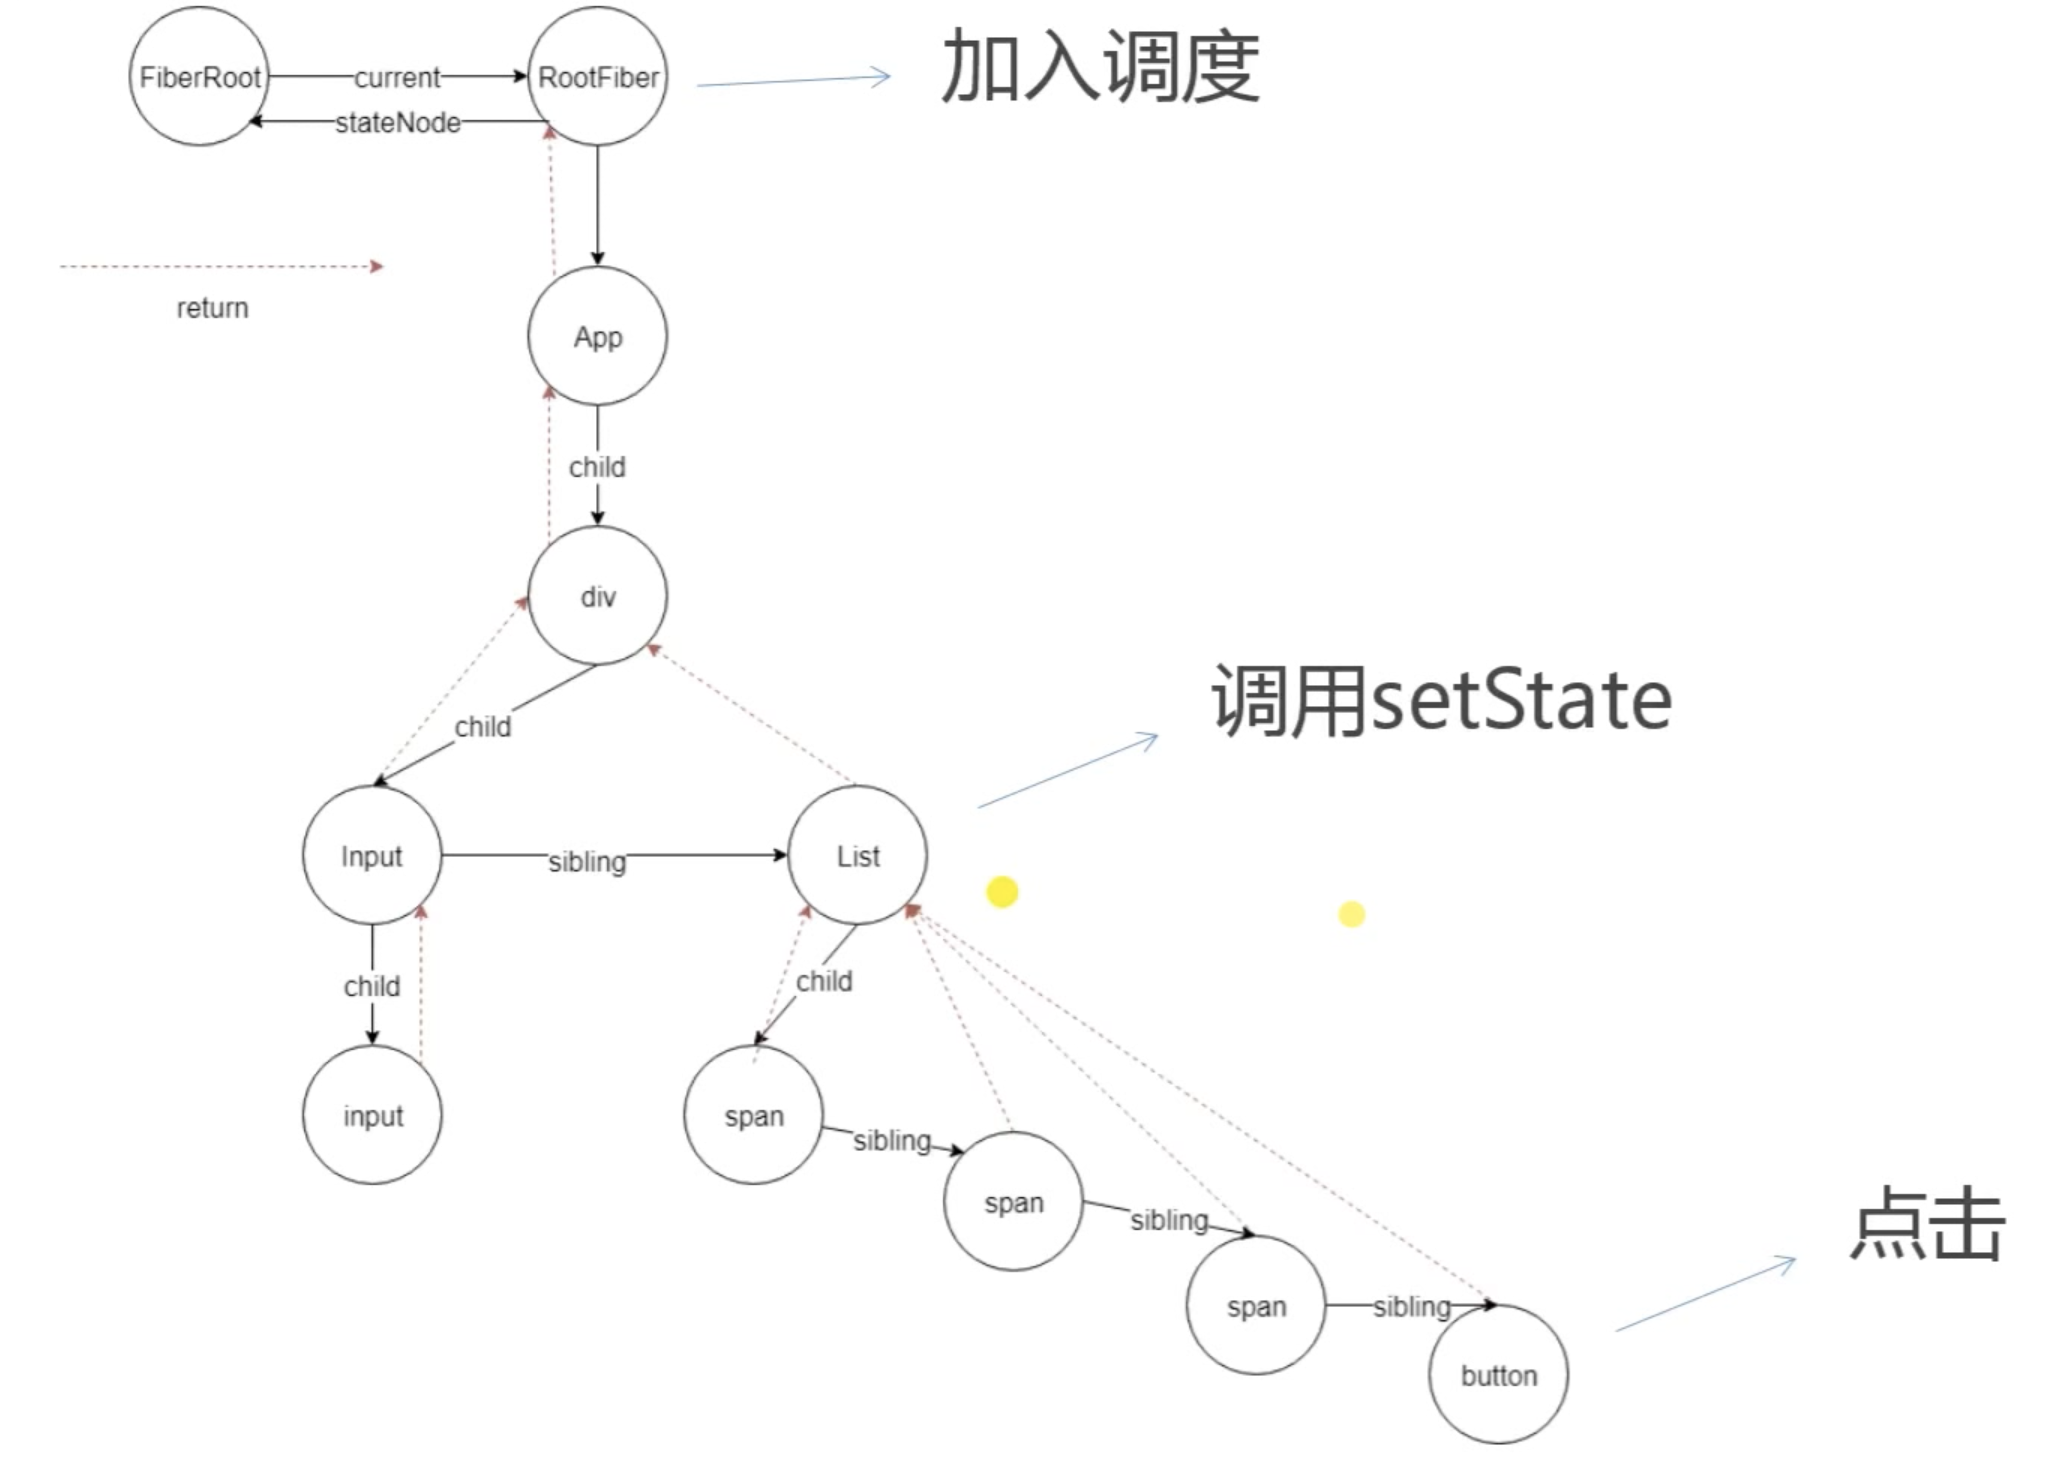 FiberRoot
current
RootFiber
加入调度
stateNode
return
App
child
div
调用setState
child
Input
sibling
List
child
child
input
span
sibling
span
sibling
点击
span
sibling
button